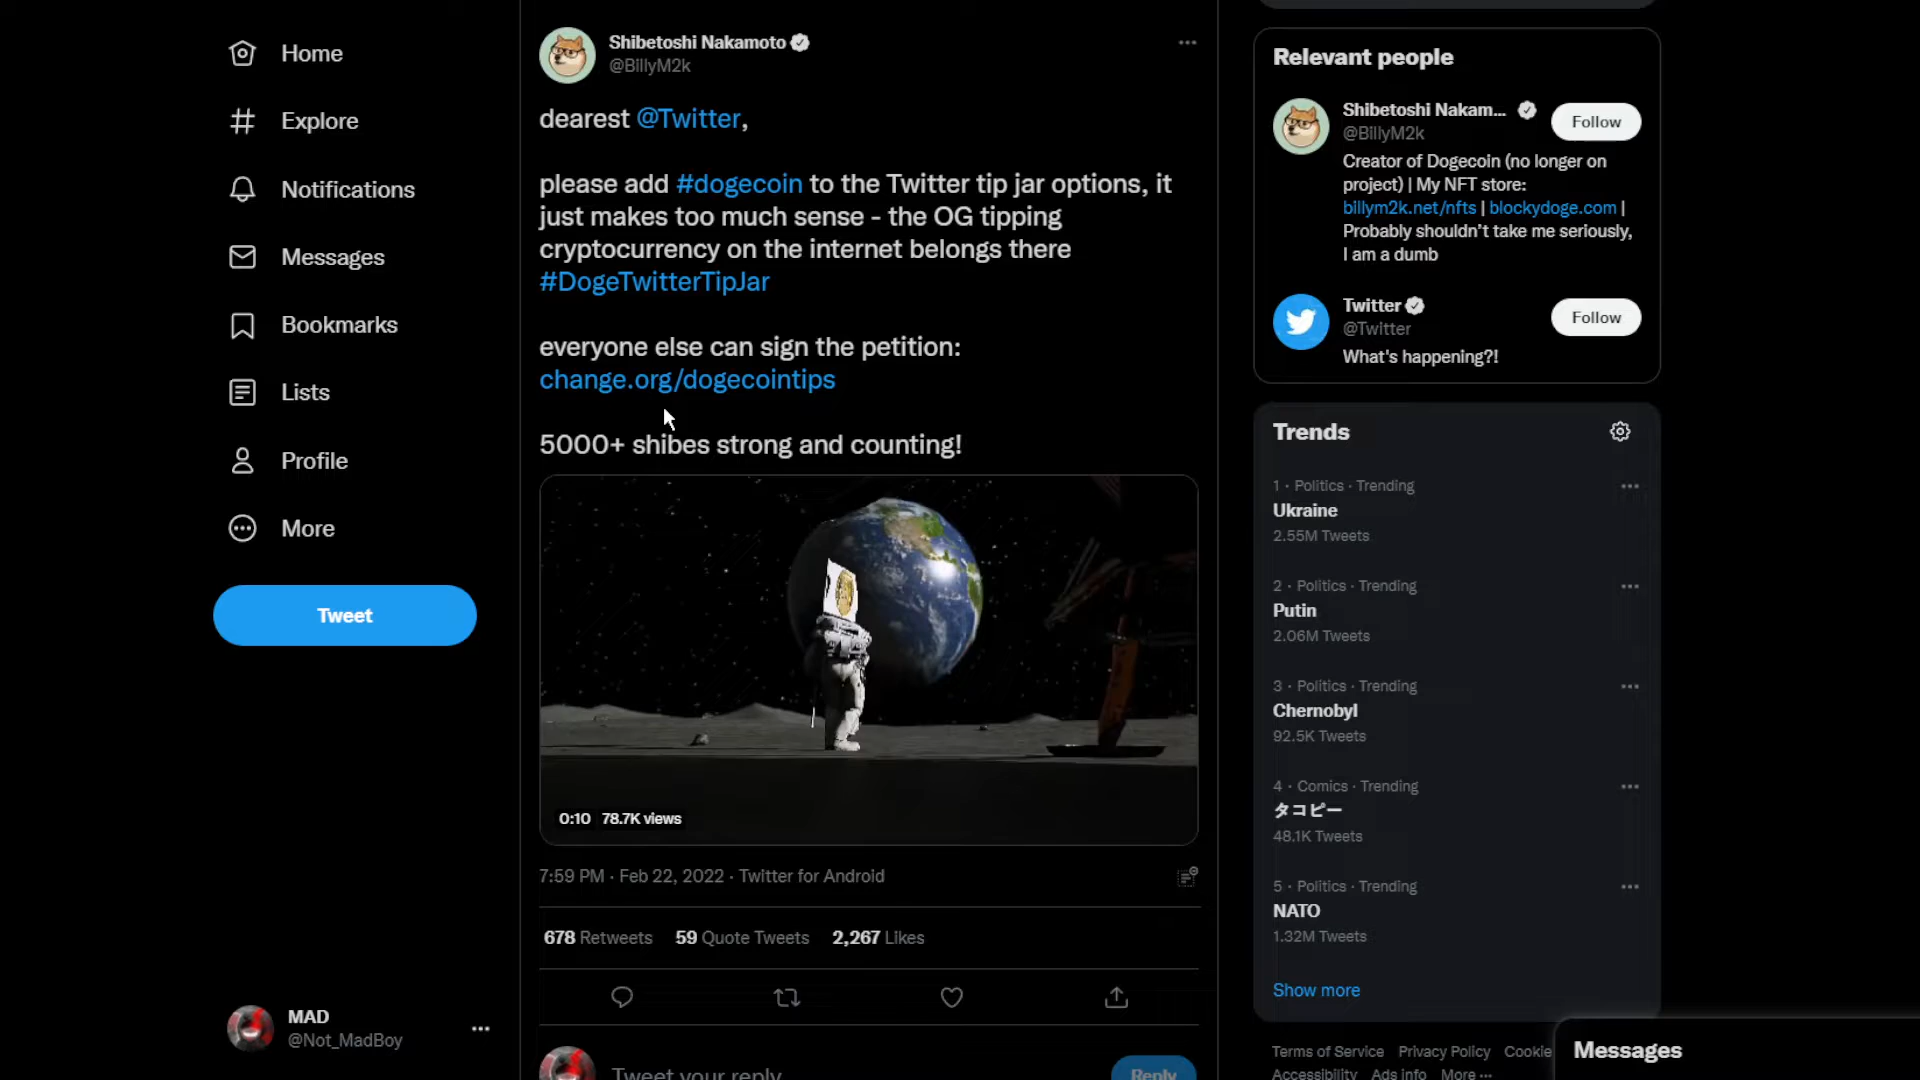 Home
Explore
Notifications
Messages
Bookmarks
Lists
Profile
More
Tweet
MAD
@Not_MadBoy
Shibetoshi Nakamoto
@BillyM2k
dearest @Twitter,
please add #dogecoin to the Twitter tip jar options, it
just makes too much sense - the OG tipping
cryptocurrency on the internet belongs there
#DogeTwitterTipJar
everyone else can sign the petition:
change.org/dogecointips
5000+ shibes strong and counting!
0:10 78.7K views
7:59 PM · Feb 22, 2022 · Twitter for Android
678 Retweets 59 Quote Tweets 2,267 Likes
Tweet your reply
Reply
Relevant people
Shibetoshi Nakam...
@BillyM2k
Follow
Creator of Dogecoin (no longer on
project) | My NFT store:
billym2k.net/nfts | blockydoge.com |
Probably shouldn't take me seriously,
I am a dumb
Twitter
@Twitter
Follow
What's happening?!
Trends
1 · Politics · Trending
Ukraine
2.55M Tweets
2 · Politics · Trending
Putin
2.06M Tweets
3 · Politics · Trending
Chernobyl
92.5K Tweets
4 · Comics · Trending
タコピー
48.1K Tweets
5 · Politics · Trending
NATO
1.32M Tweets
Show more
Terms of Service Privacy Policy Cookie
Accessibility Ads info More ...
Messages